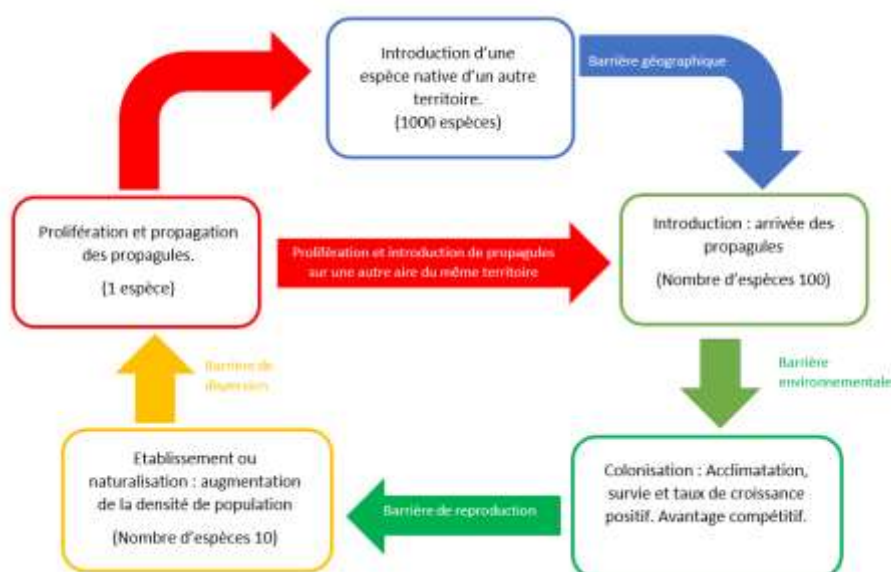 Introduction d'une
espèce native d'un autre
territoire.
(1000 espèces)
Barrière géographique
Prolifération et propagation
des propagules.
(1 espèce)
Prolifération et introduction de propagules
sur une autre aire du même territoire
Introduction : arrivée des
propagules
(Nombre d'espèces 100)
Barrière de
dispersion
Barrière
environnementale
Etablissement ou
naturalisation : augmentation
de la densité de population
(Nombre d'espèces 10)
Barrière de reproduction
Colonisation : Acclimatation,
survie et taux de croissance
positif. Avantage compétitif.